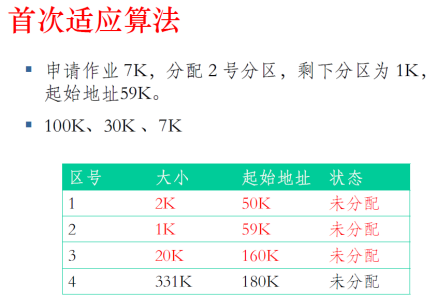 首次适应算法
申请作业 7K，分配 2 号分区，剩下分区为 1K，
起始地址59K。
100K、30K 、7K
区号 大小 起始地址 状态
1 2K 50K 未分配
2 1K 59K 未分配
3 20K 160K 未分配
4 331K 180K 未分配